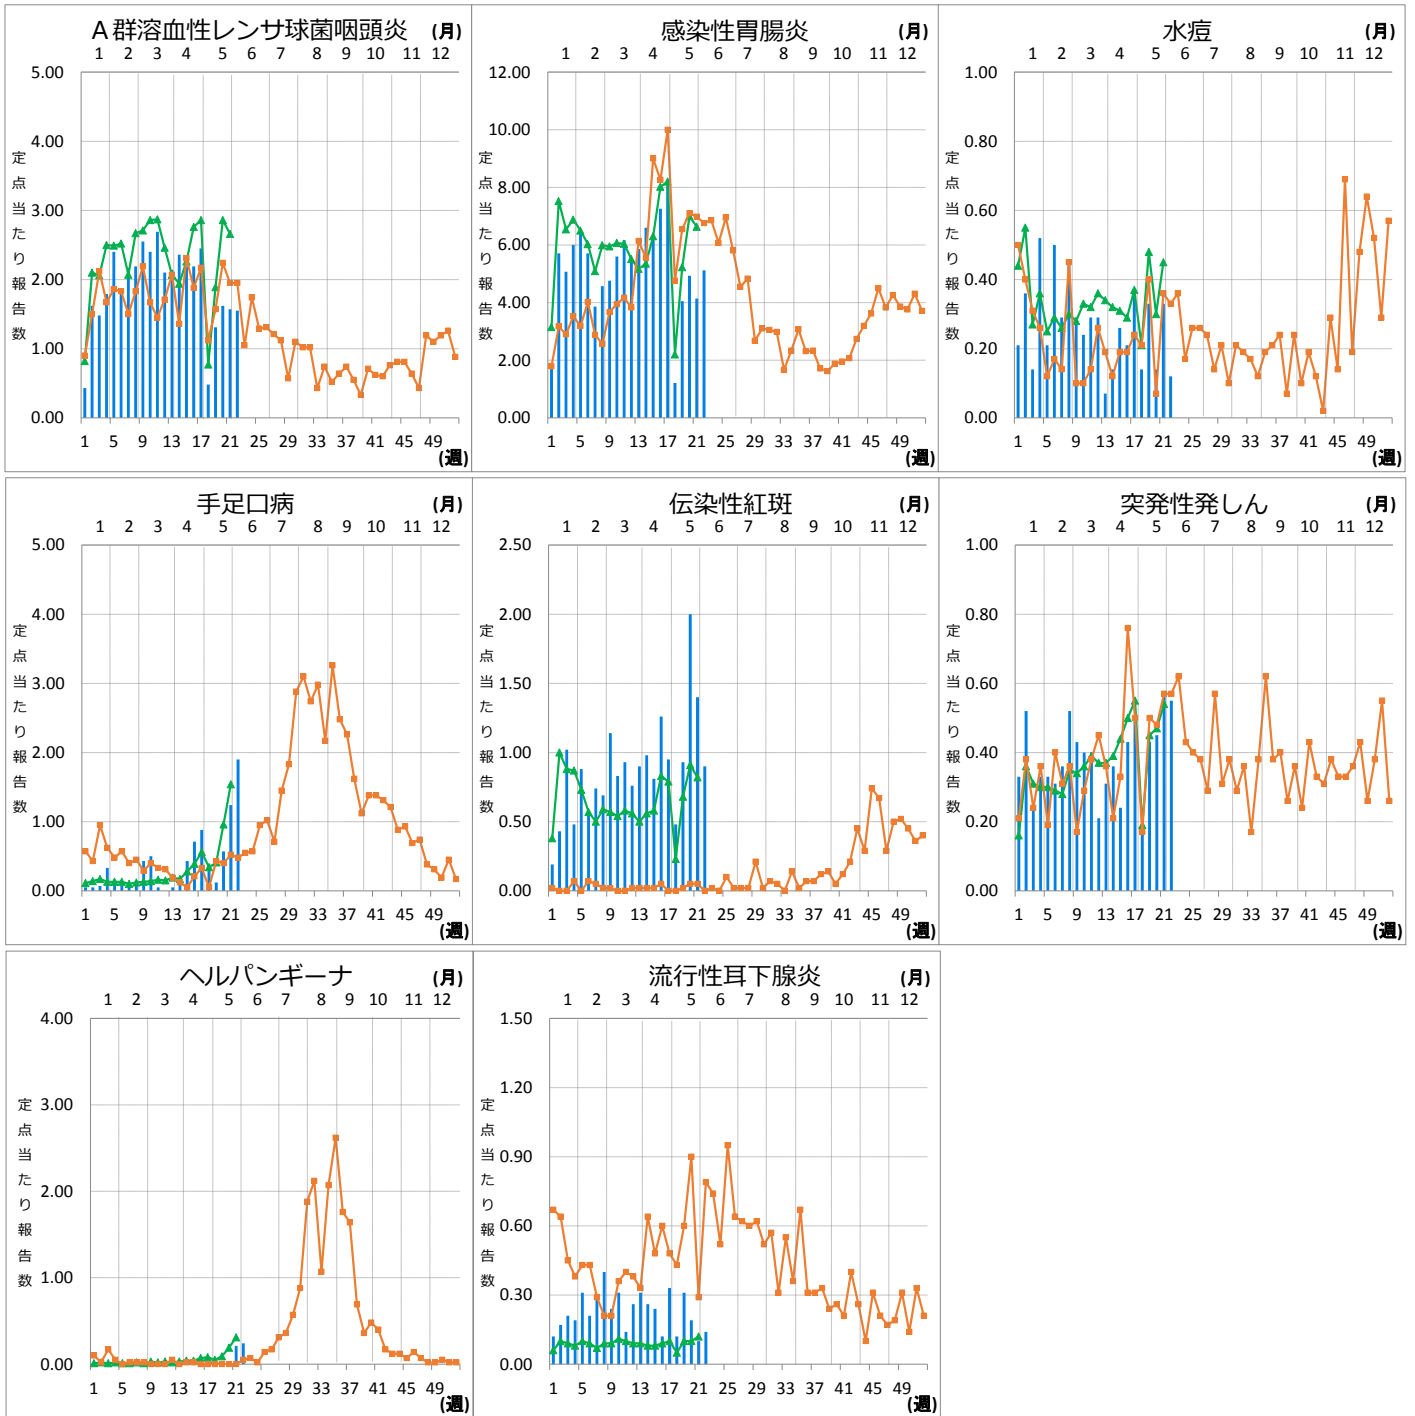 A群溶血性レンサ球菌咽頭炎 (月)
1 2 3 4 5 6 7 8 9 10 11 12
5.00
4.00
3.00
2.00
1.00
0.00
定点当たり報告数
1 5 9 13 17 21 25 29 33 37 41 45 49
(週)
感染性胃腸炎 (月)
1 2 3 4 5 6 7 8 9 10 11 12
12.00
10.00
8.00
6.00
4.00
2.00
0.00
定点当たり報告数
1 5 9 13 17 21 25 29 33 37 41 45 49
(週)
水痘 (月)
1 2 3 4 5 6 7 8 9 10 11 12
1.00
0.80
0.60
0.40
0.20
0.00
定点当たり報告数
1 5 9 13 17 21 25 29 33 37 41 45 49
(週)
手足口病 (月)
1 2 3 4 5 6 7 8 9 10 11 12
5.00
4.00
3.00
2.00
1.00
0.00
定点当たり報告数
1 5 9 13 17 21 25 29 33 37 41 45 49
(週)
伝染性紅斑 (月)
1 2 3 4 5 6 7 8 9 10 11 12
2.50
2.00
1.50
1.00
0.50
0.00
定点当たり報告数
1 5 9 13 17 21 25 29 33 37 41 45 49
(週)
突発性発しん (月)
1 2 3 4 5 6 7 8 9 10 11 12
1.00
0.80
0.60
0.40
0.20
0.00
定点当たり報告数
1 5 9 13 17 21 25 29 33 37 41 45 49
(週)
ヘルパンギーナ (月)
1 2 3 4 5 6 7 8 9 10 11 12
4.00
3.00
2.00
1.00
0.00
定点当たり報告数
1 5 9 13 17 21 25 29 33 37 41 45 49
(週)
流行性耳下腺炎 (月)
1 2 3 4 5 6 7 8 9 10 11 12
1.50
1.20
0.90
0.60
0.30
0.00
定点当たり報告数
1 5 9 13 17 21 25 29 33 37 41 45 49
(週)